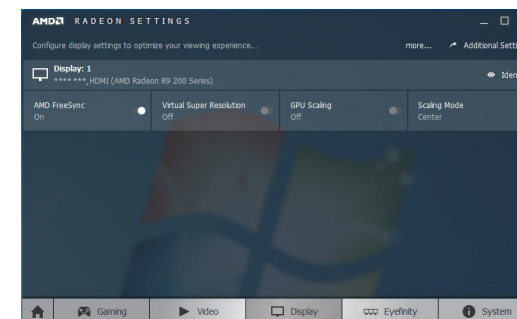 AMD RADEON SETTINGS
Configure display settings to optimize your viewing experience... more... Additional Setti
Display: 1
**** ***, HDMI (AMD Radeon R9 200 Series) Iden
AMD FreeSync Virtual Super Resolution GPU Scaling Scaling Mode
On Off Off Center
Gaming Video Display Eyefinity System